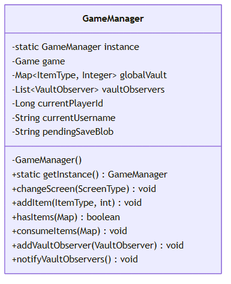 GameManager
-static GameManager instance
-Game game
-Map<ItemType, Integer> globalVault
-List<VaultObserver> vaultObservers
-Long currentPlayerId
-String currentUsername
-String pendingSaveBlob
-GameManager()
+static getInstance() : GameManager
+changeScreen(ScreenType) : void
+addItem(ItemType, int) : void
+hasItems(Map) : boolean
+consumeItems(Map) : void
+addVaultObserver(VaultObserver) : void
+notifyVaultObservers() : void